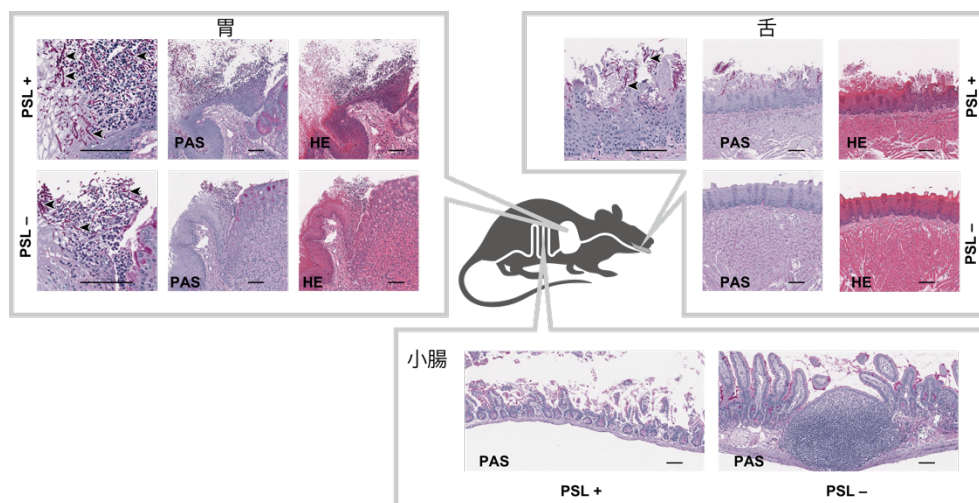 胃
舌
PSL +
PAS
HE
PAS
HE
PSL +
PSL –
PAS
HE
PAS
HE
PSL –
小腸
PAS
PAS
PSL +
PSL –